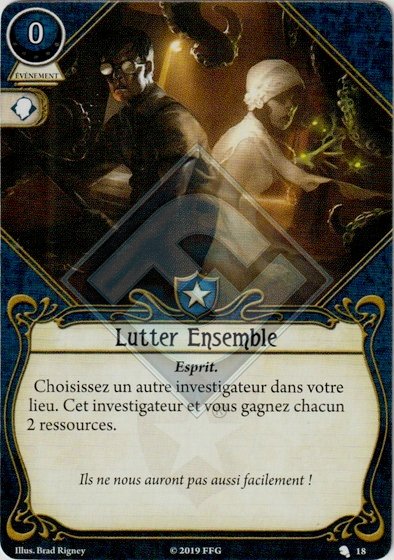 0
ÉVÉNEMENT
Lutter Ensemble
Esprit.
Choisissez un autre investigateur dans votre
lieu. Cet investigateur et vous gagnez chacun
2 ressources.
Ils ne nous auront pas aussi facilement !
Illus. Brad Rigney
© 2019 FFG
18